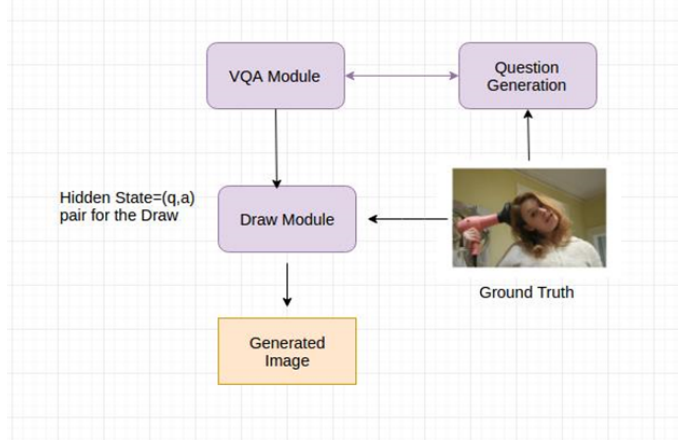 VQA Module
Question
Generation
Hidden State=(q,a)
pair for the Draw
Draw Module
Ground Truth
Generated
Image